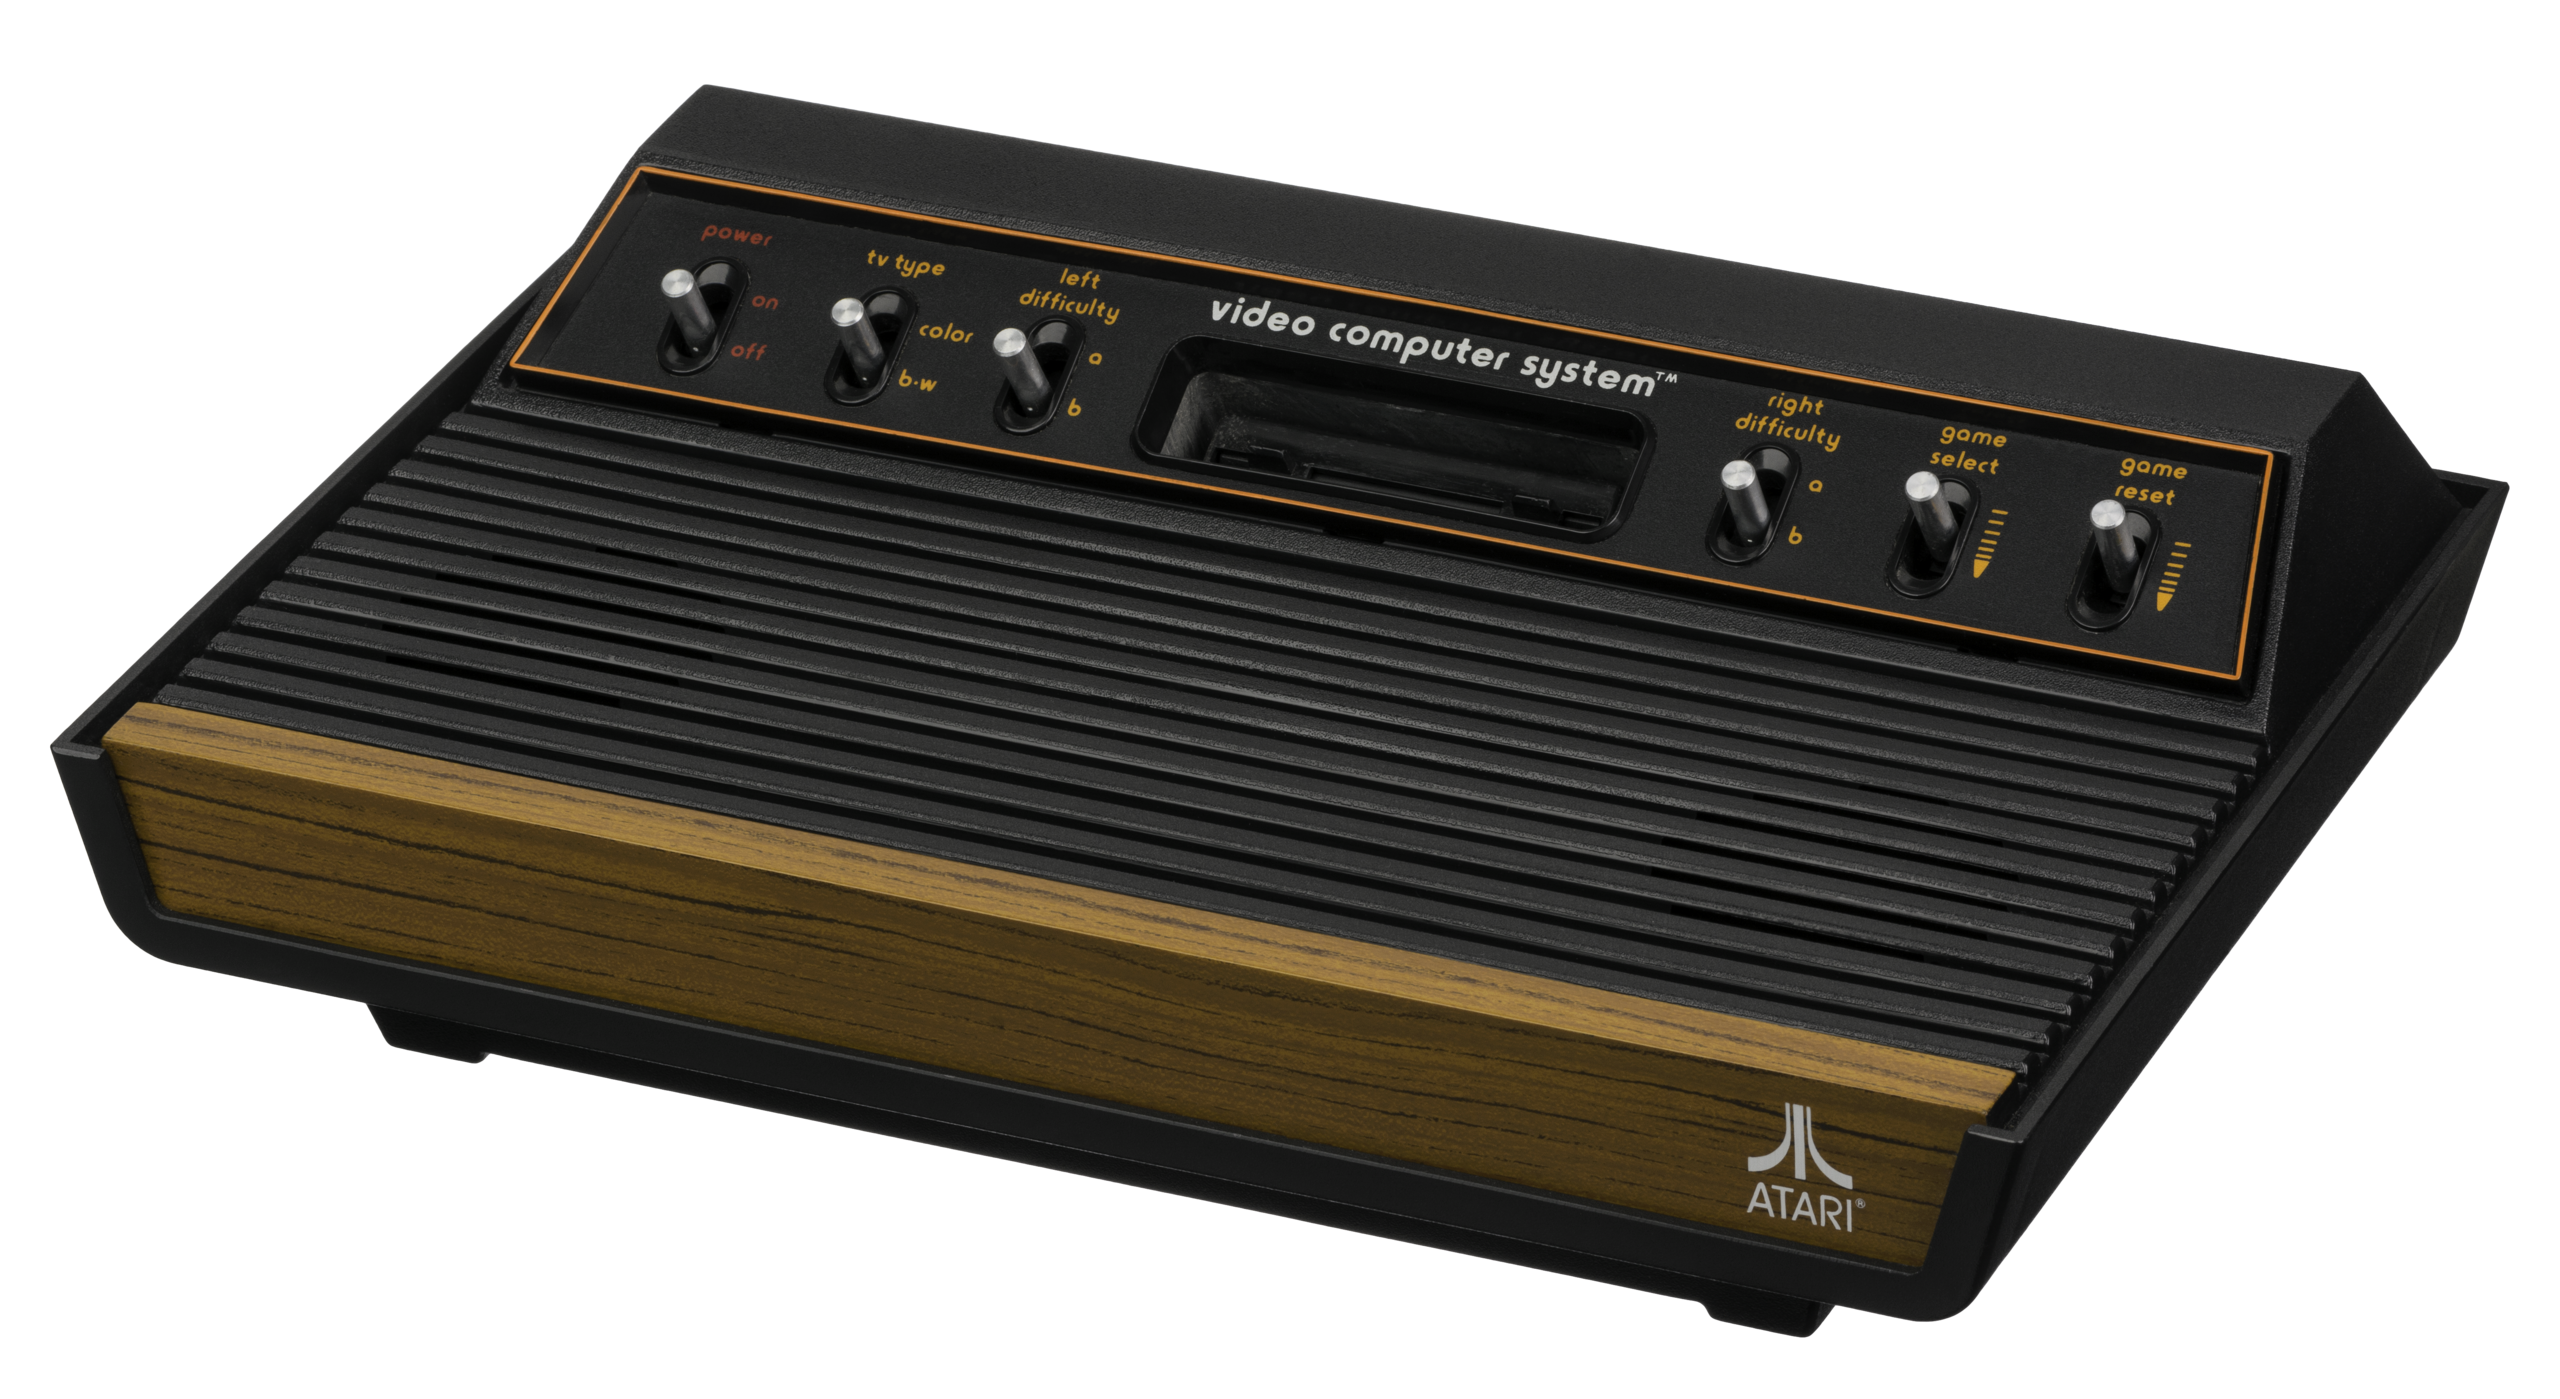 power
on
off
tv type
color
b·w
left
difficulty
a
b
video computer system™
right
difficulty
a
b
game
select
game
reset
ATARI®